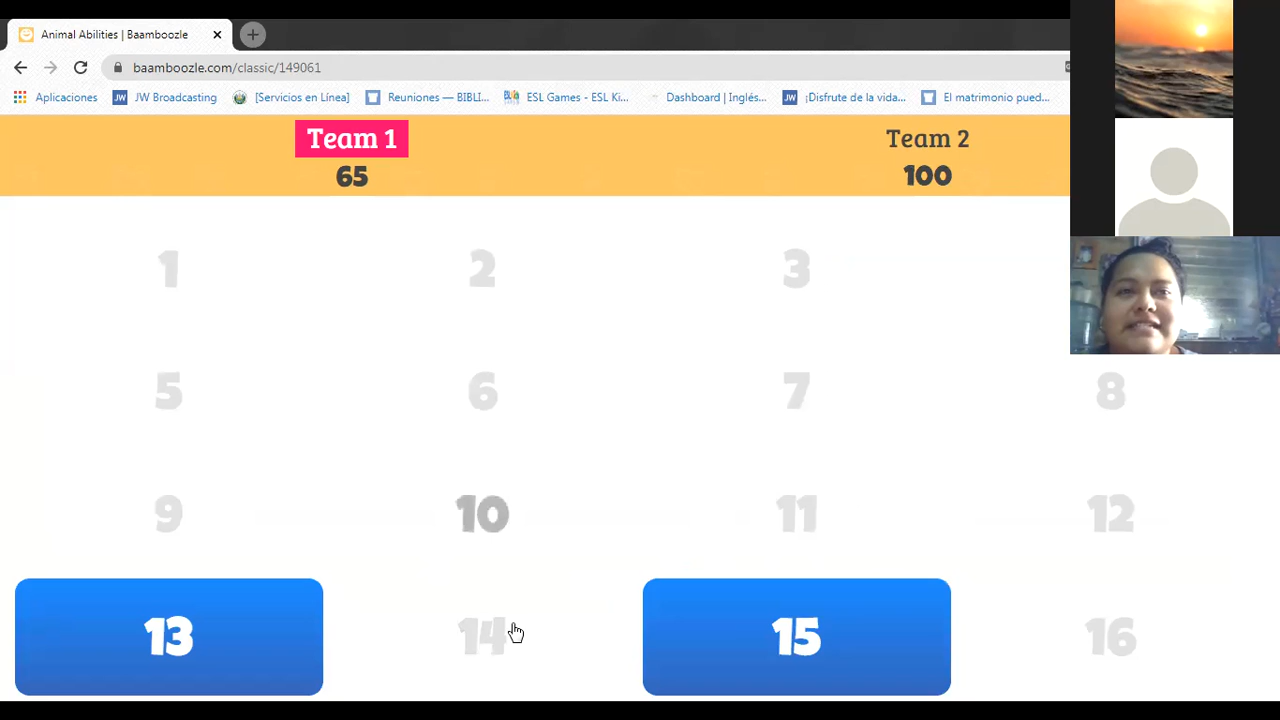 Animal Abilities | Baamboozle
baamboozle.com/classic/149061
Aplicaciones JW Broadcasting [Servicios en Línea] Reuniones — BIBLI... ESL Games - ESL Ki... Dashboard | Inglés... ¡Disfrute de la vida... El matrimonio pued...
Team 1 Team 2
65 100
1 2 3
5 6 7 8
9 10 11 12
13 14 15 16